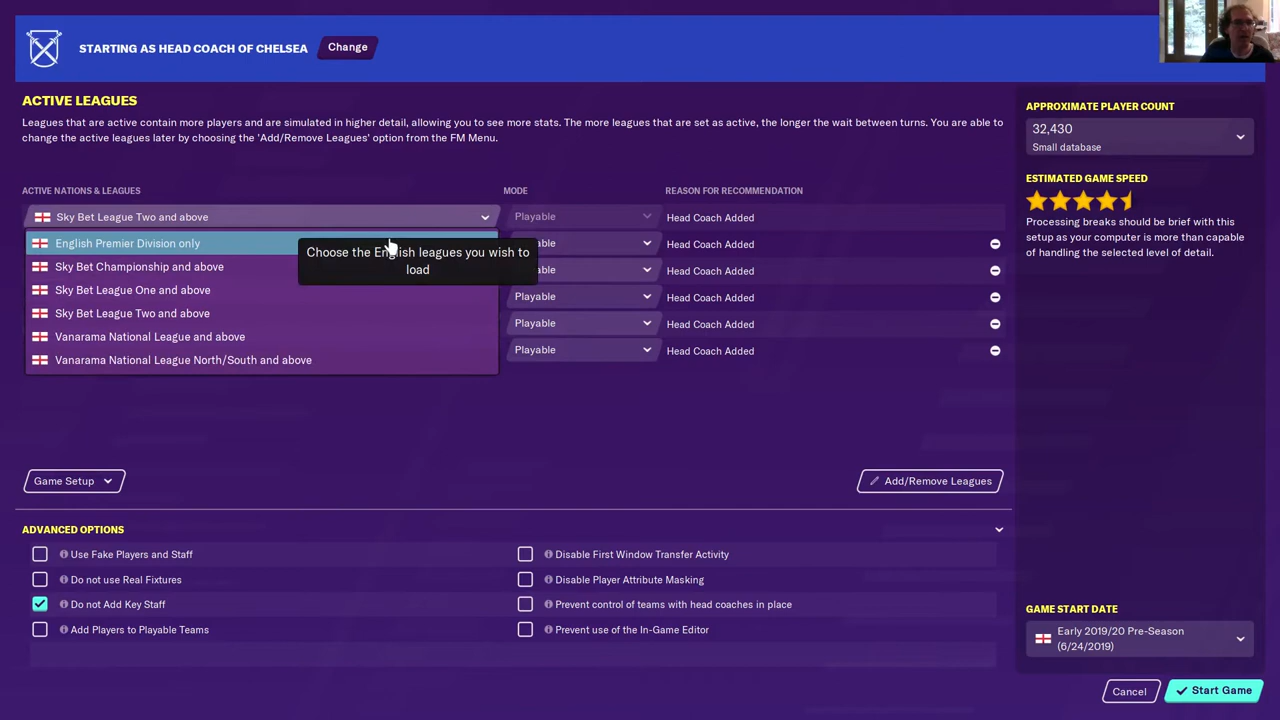 STARTING AS HEAD COACH OF CHELSEA
Change
ACTIVE LEAGUES
Leagues that are active contain more players and are simulated in higher detail, allowing you to see more stats. The more leagues that are set as active, the longer the wait between turns. You are able to
change the active leagues later by choosing the 'Add/Remove Leagues' option from the FM Menu.
ACTIVE NATIONS & LEAGUES
MODE
REASON FOR RECOMMENDATION
Sky Bet League Two and above
Playable
Head Coach Added
English Premier Division only
Head Coach Added
Sky Bet Championship and above
Head Coach Added
Choose the English leagues you wish to
load
Sky Bet League One and above
Playable
Head Coach Added
Sky Bet League Two and above
Playable
Head Coach Added
Vanarama National League and above
Playable
Head Coach Added
Vanarama National League North/South and above
Game Setup
Add/Remove Leagues
ADVANCED OPTIONS
Use Fake Players and Staff
Disable First Window Transfer Activity
Do not use Real Fixtures
Disable Player Attribute Masking
Do not Add Key Staff
Prevent control of teams with head coaches in place
Add Players to Playable Teams
Prevent use of the In-Game Editor
APPROXIMATE PLAYER COUNT
32,430
Small database
ESTIMATED GAME SPEED
Processing breaks should be brief with this
setup as your computer is more than capable
of handling the selected level of detail.
GAME START DATE
Early 2019/20 Pre-Season
(6/24/2019)
Cancel
Start Game